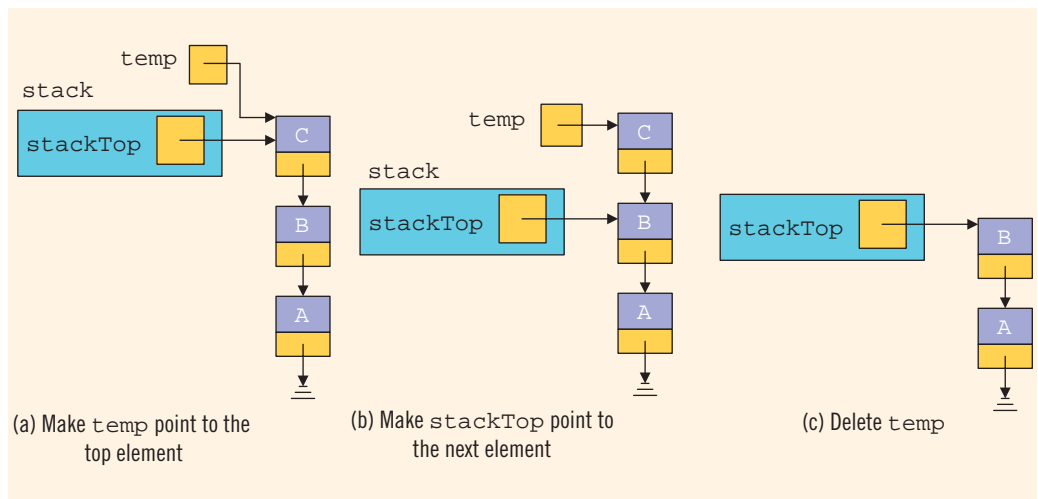 temp
stack
stackTop
C
B
A
(a) Make temp point to the
top element
temp
stack
stackTop
C
B
A
(b) Make stackTop point to
the next element
stackTop
B
A
(c) Delete temp